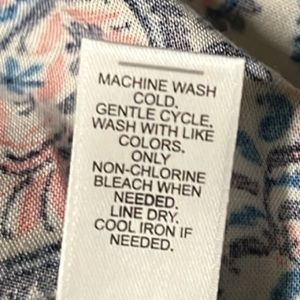 MACHINE WASH
COLD.
GENTLE CYCLE.
WASH WITH LIKE
COLORS.
ONLY
NON-CHLORINE
BLEACH WHEN
NEEDED.
LINE DRY.
COOL IRON IF
NEEDED.